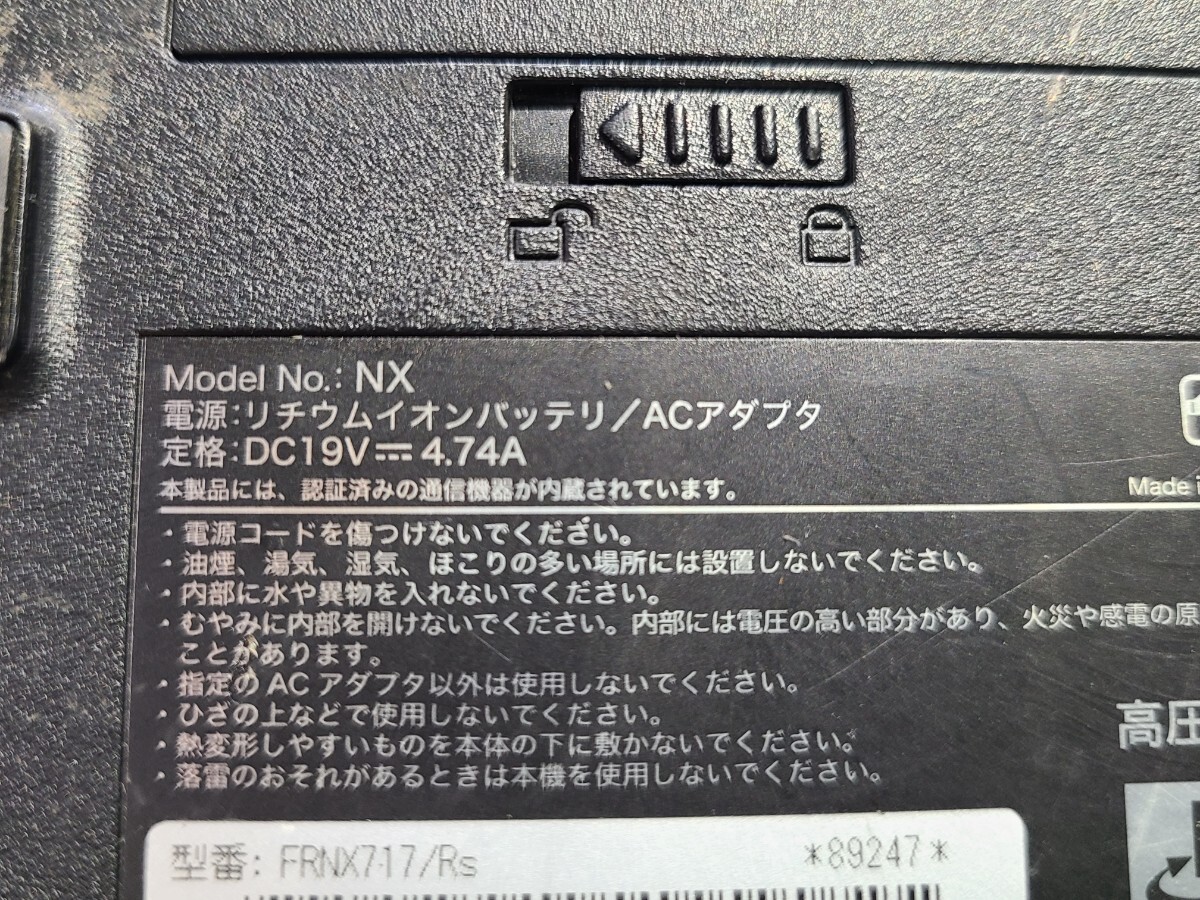 Model No.: NX
電源:リチウムイオンバッテリ/ACアダプタ
定格:DC19V⎓4.74A
本製品には、認証済みの通信機器が内蔵されています。
Made i
・電源コードを傷つけないでください。
・油煙、湯気、湿気、ほこりの多い場所には設置しないでください。
・内部に水や異物を入れないでください。
・むやみに内部を開けないでください。内部には電圧の高い部分があり、火災や感電の原
ことがあります。
・指定のACアダプタ以外は使用しないでください。
・ひざの上などで使用しないでください。
・熱変形しやすいものを本体の下に敷かないでください。
・落雷のおそれがあるときは本機を使用しないでください。
高圧
型番: FRNX717/Rs
*89247*